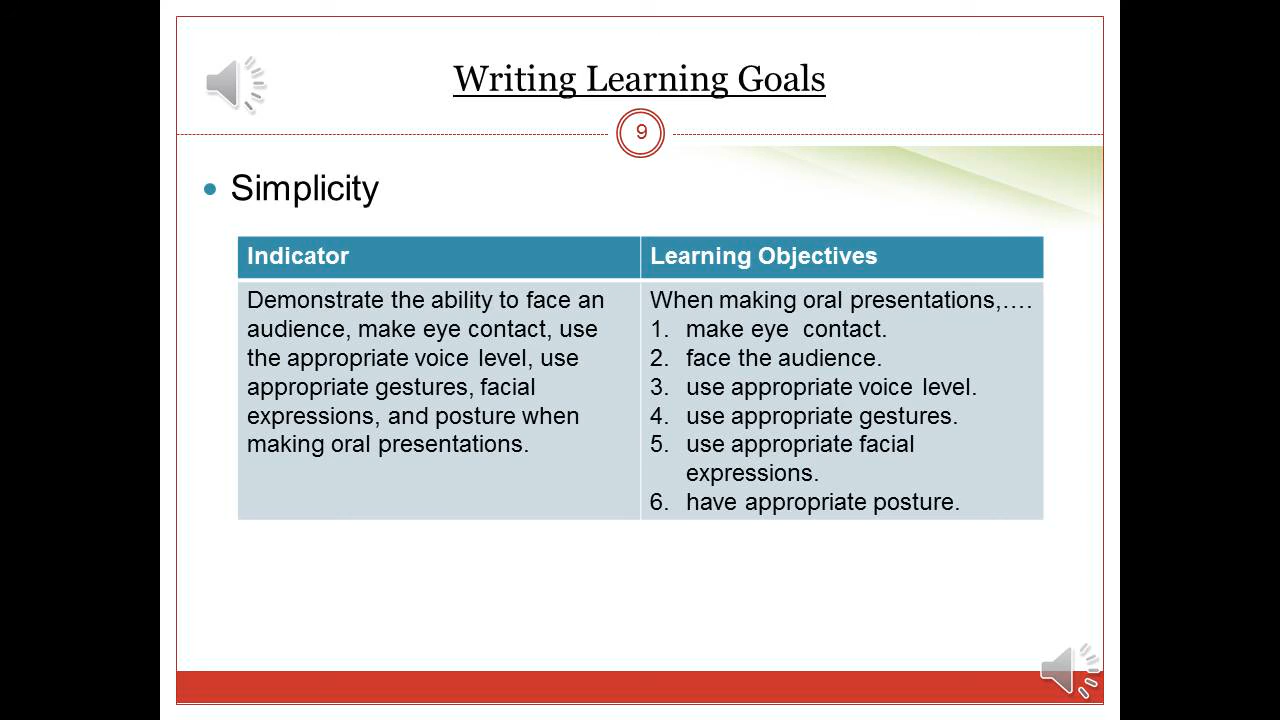 Writing Learning Goals
9
• Simplicity
Indicator
Demonstrate the ability to face an
audience, make eye contact, use
the appropriate voice level, use
appropriate gestures, facial
expressions, and posture when
making oral presentations.
Learning Objectives
When making oral presentations,….
1. make eye  contact.
2. face the audience.
3. use appropriate voice level.
4. use appropriate gestures.
5. use appropriate facial
expressions.
6. have appropriate posture.